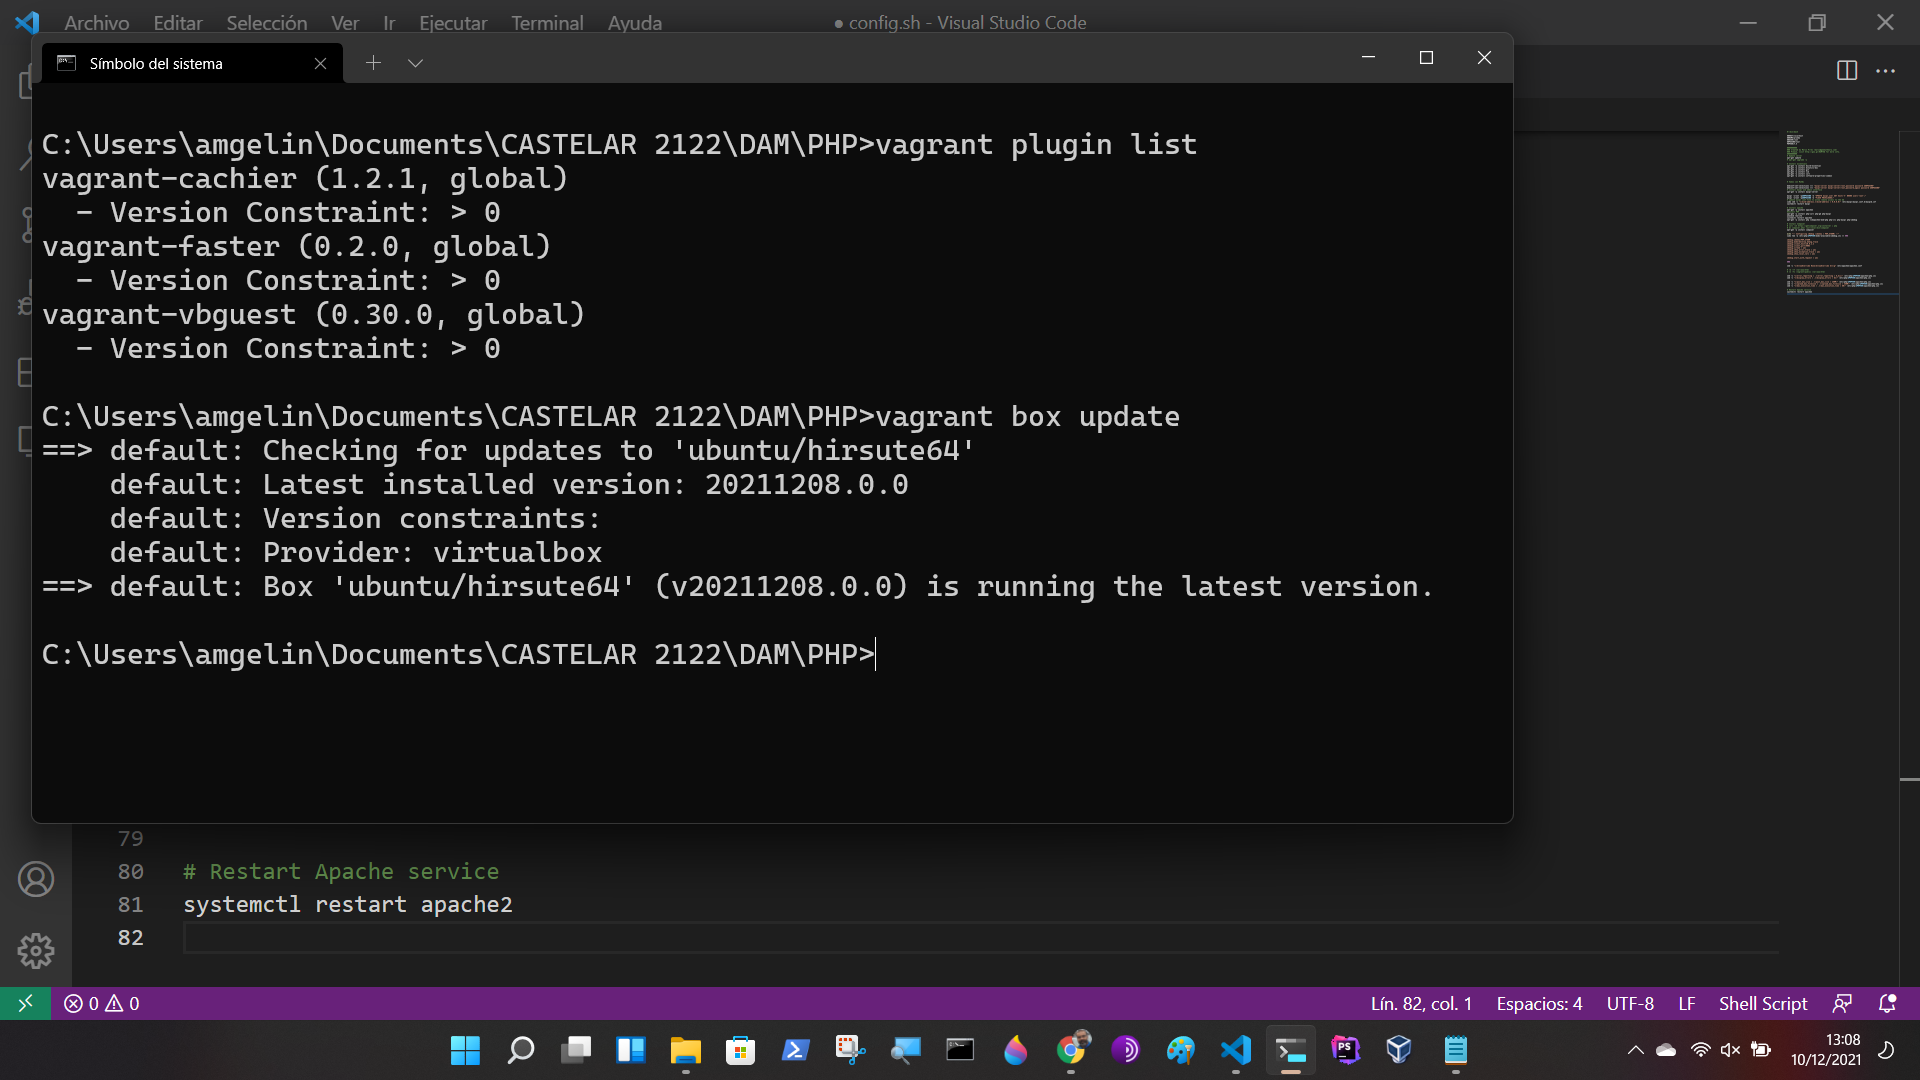 Archivo Editar Selección Ver Ir Ejecutar Terminal Ayuda ● config.sh - Visual Studio Code
Símbolo del sistema
C:\Users\amgelin\Documents\CASTELAR 2122\DAM\PHP>vagrant plugin list
vagrant-cachier (1.2.1, global)
- Version Constraint: > 0
vagrant-faster (0.2.0, global)
- Version Constraint: > 0
vagrant-vbguest (0.30.0, global)
- Version Constraint: > 0
C:\Users\amgelin\Documents\CASTELAR 2122\DAM\PHP>vagrant box update
==> default: Checking for updates to 'ubuntu/hirsute64'
default: Latest installed version: 20211208.0.0
default: Version constraints:
default: Provider: virtualbox
==> default: Box 'ubuntu/hirsute64' (v20211208.0.0) is running the latest version.
C:\Users\amgelin\Documents\CASTELAR 2122\DAM\PHP>
79
80 # Restart Apache service
81 systemctl restart apache2
82
0 0 Lín. 82, col. 1 Espacios: 4 UTF-8 LF Shell Script
PS
13:08
10/12/2021